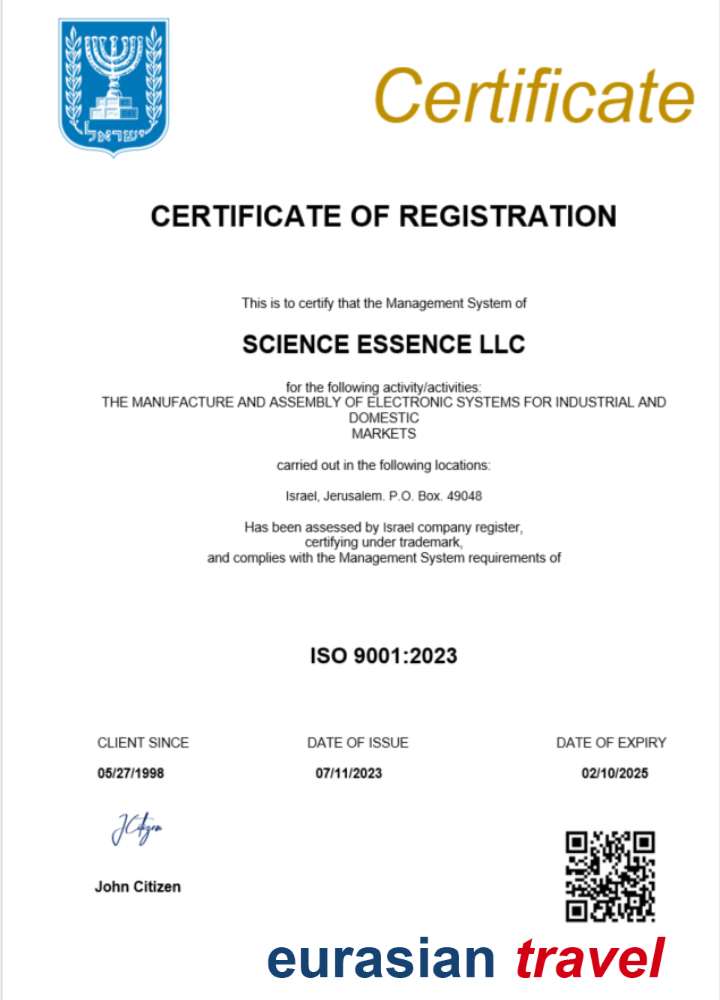 ישראל
Certificate
CERTIFICATE OF REGISTRATION
This is to certify that the Management System of
SCIENCE ESSENCE LLC
for the following activity/activities:
THE MANUFACTURE AND ASSEMBLY OF ELECTRONIC SYSTEMS FOR INDUSTRIAL AND
DOMESTIC
MARKETS
carried out in the following locations:
Israel, Jerusalem. P.O. Box. 49048
Has been assessed by Israel company register,
certifying under trademark,
and complies with the Management System requirements of
ISO 9001:2023
CLIENT SINCE DATE OF ISSUE DATE OF EXPIRY
05/27/1998 07/11/2023 02/10/2025
JCitizen
John Citizen
eurasian travel